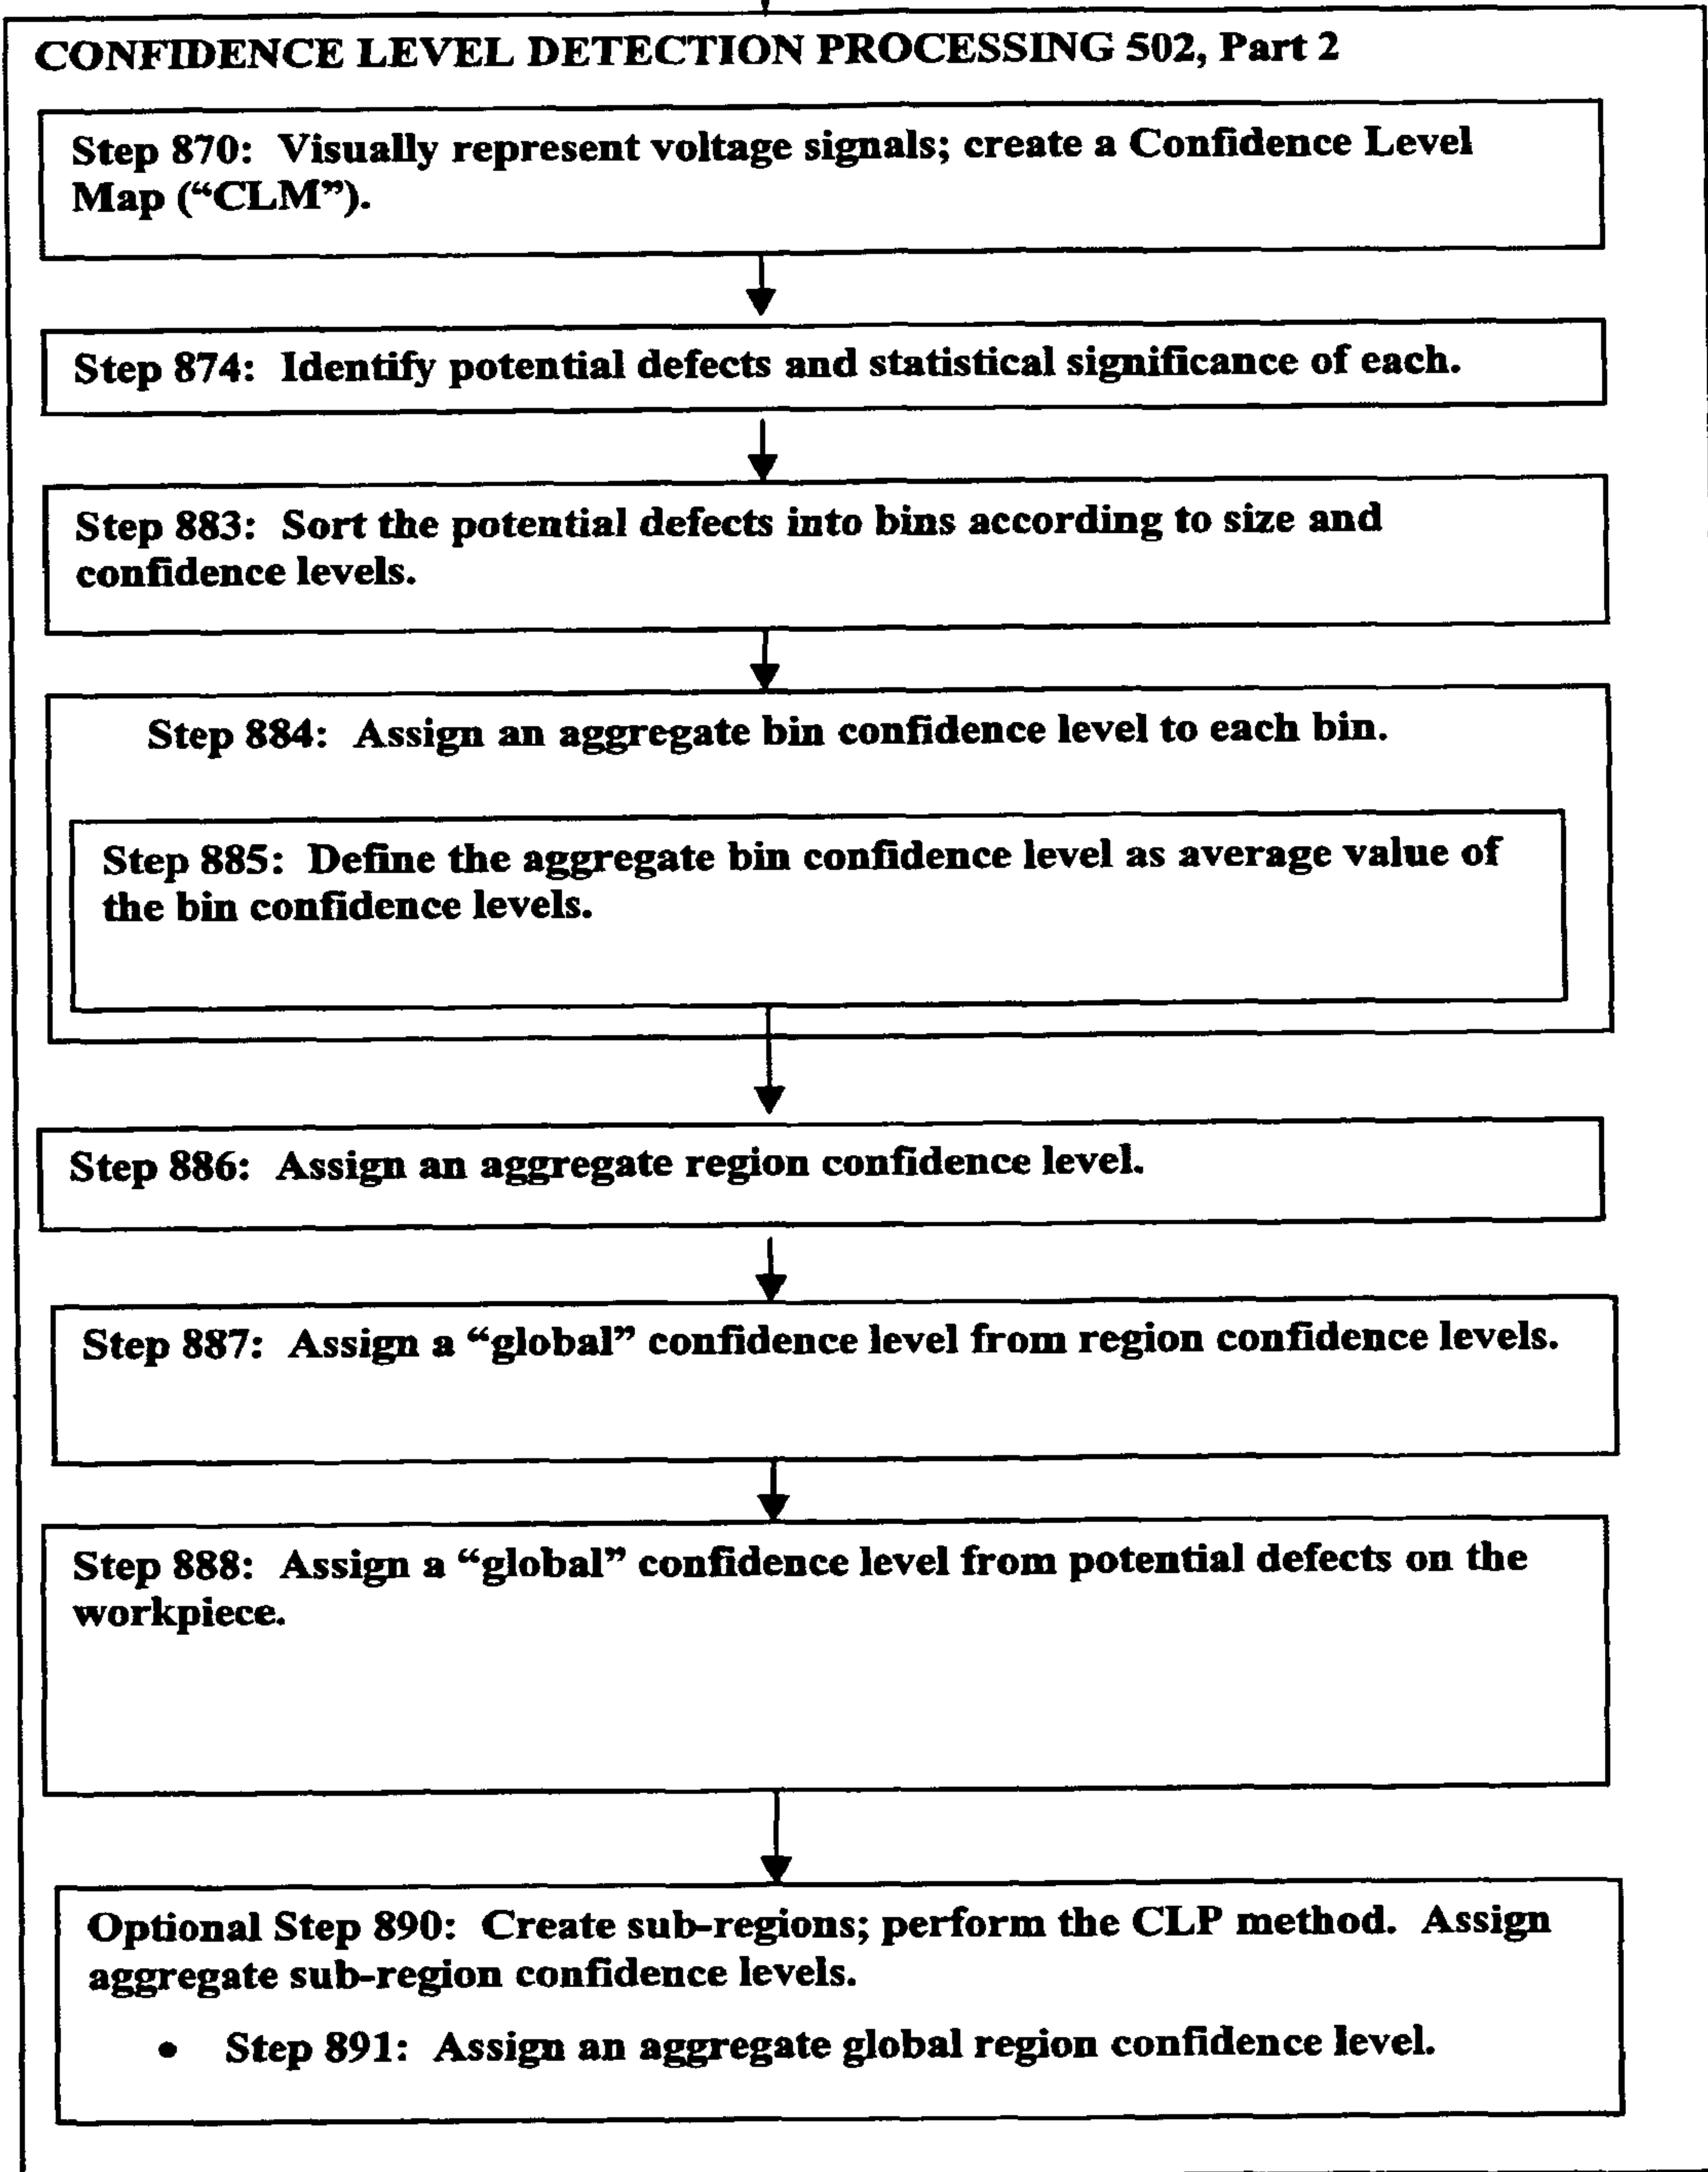 CONFIDENCE LEVEL DETECTION PROCESSING 502, Part 2
Step 870: Visually represent voltage signals; create a Confidence Level
Map (“CLM”).
Step 874: Identify potential defects and statistical significance of each.
Step 883: Sort the potential defects into bins according to size and
confidence levels.
Step 884: Assign an aggregate bin confidence level to each bin.
Step 885: Define the aggregate bin confidence level as average value of
the bin confidence levels.
Step 886: Assign an aggregate region confidence level.
Step 887: Assign a “global” confidence level from region confidence levels.
Step 888: Assign a “global” confidence level from potential defects on the
workpiece.
Optional Step 890: Create sub-regions; perform the CLP method. Assign
aggregate sub-region confidence levels.
• Step 891: Assign an aggregate global region confidence level.